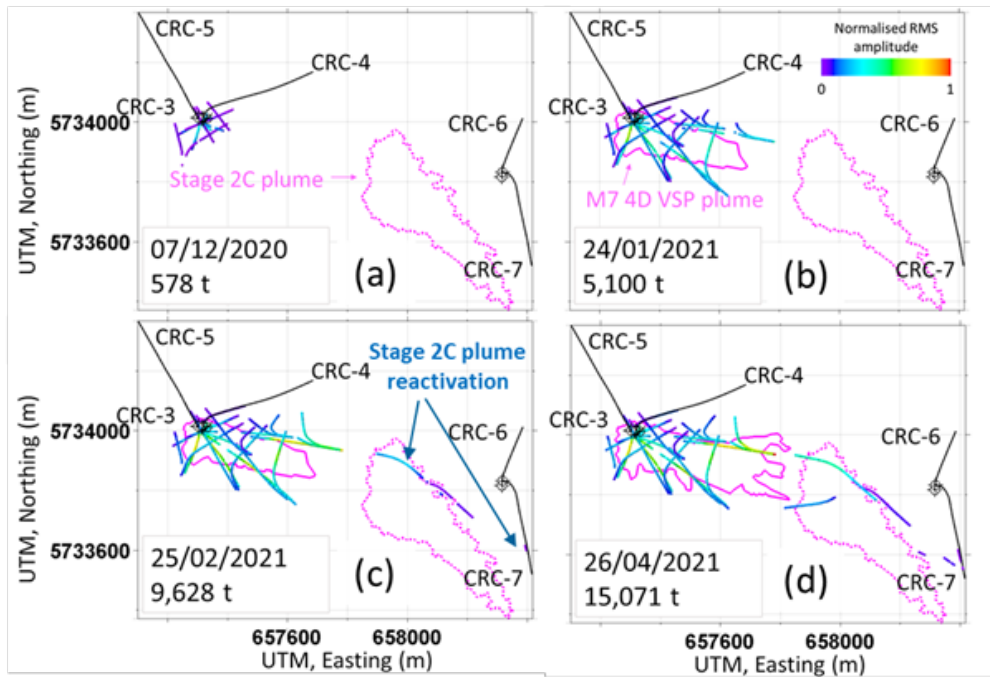 CRC-5
CRC-4
CRC-3
CRC-6
CRC-7
Stage 2C plume
07/12/2020
578 t
(a)
5734000
5733600
UTM, Northing (m)
CRC-5
Normalised RMS
amplitude
0
1
CRC-4
CRC-3
CRC-6
CRC-7
M7 4D VSP plume
24/01/2021
5,100 t
(b)
CRC-5
Stage 2C plume
reactivation
CRC-4
CRC-3
CRC-6
CRC-7
25/02/2021
9,628 t
(c)
5734000
5733600
UTM, Northing (m)
657600
658000
UTM, Easting (m)
CRC-5
CRC-4
CRC-3
CRC-6
CRC-7
26/04/2021
15,071 t
(d)
657600
658000
UTM, Easting (m)